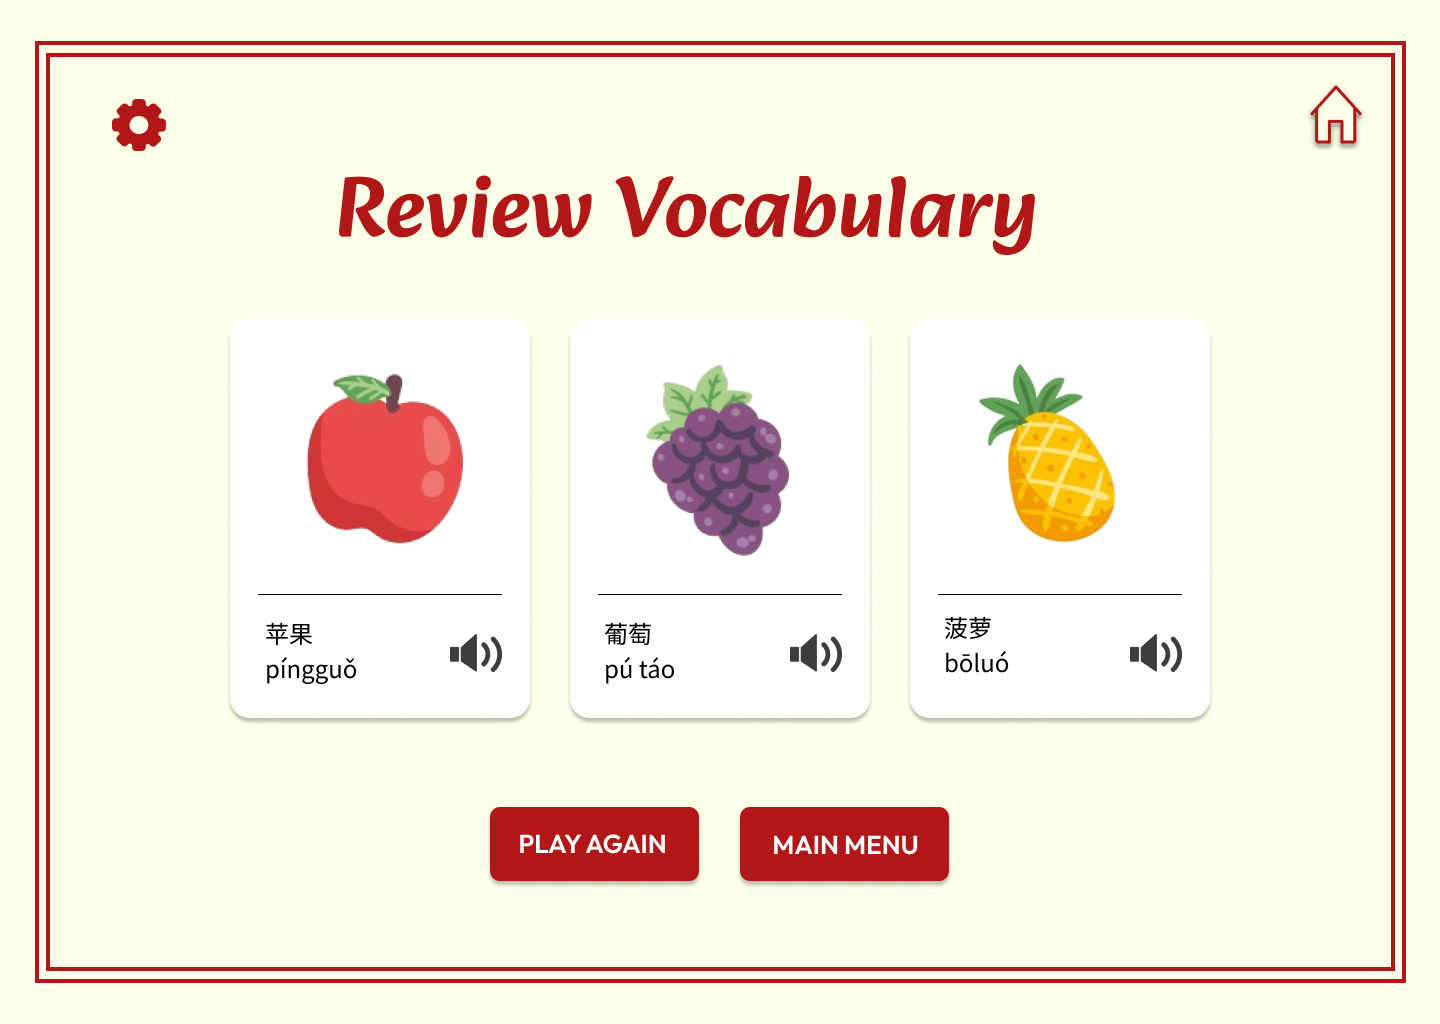 Review Vocabulary
苹果
píngguǒ
葡萄
pú táo
菠萝
bōluó
PLAY AGAIN
MAIN MENU